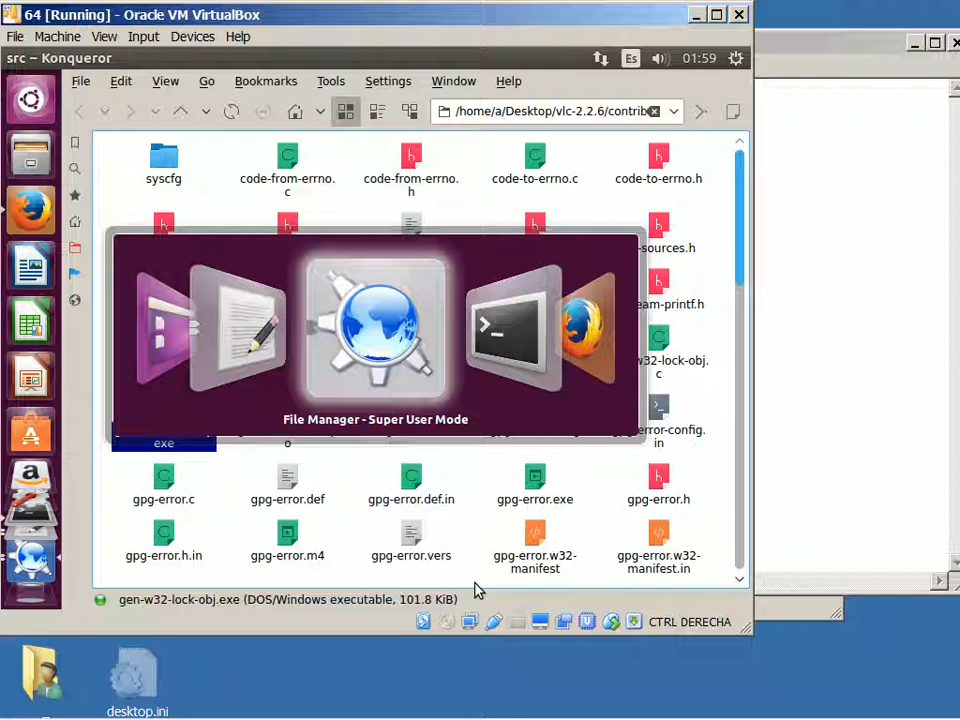 64 [Running] - Oracle VM VirtualBox
File Machine View Input Devices Help
src – Konqueror
Es
01:59
File Edit View Go Bookmarks Tools Settings Window Help
/home/a/Desktop/vlc-2.2.6/contrib
syscfg
code-from-errno.
c
code-from-errno.
h
code-to-errno.c
code-to-errno.h
-sources.h
File Manager - Super User Mode
w32-lock-obj.
c
exe
o
in
gpg-error.c
gpg-error.def
gpg-error.def.in
gpg-error.exe
gpg-error.h
gpg-error.h.in
gpg-error.m4
gpg-error.vers
gpg-error.w32-
manifest
gpg-error.w32-
manifest.in
gen-w32-lock-obj.exe (DOS/Windows executable, 101.8 KiB)
CTRL DERECHA
desktop.ini